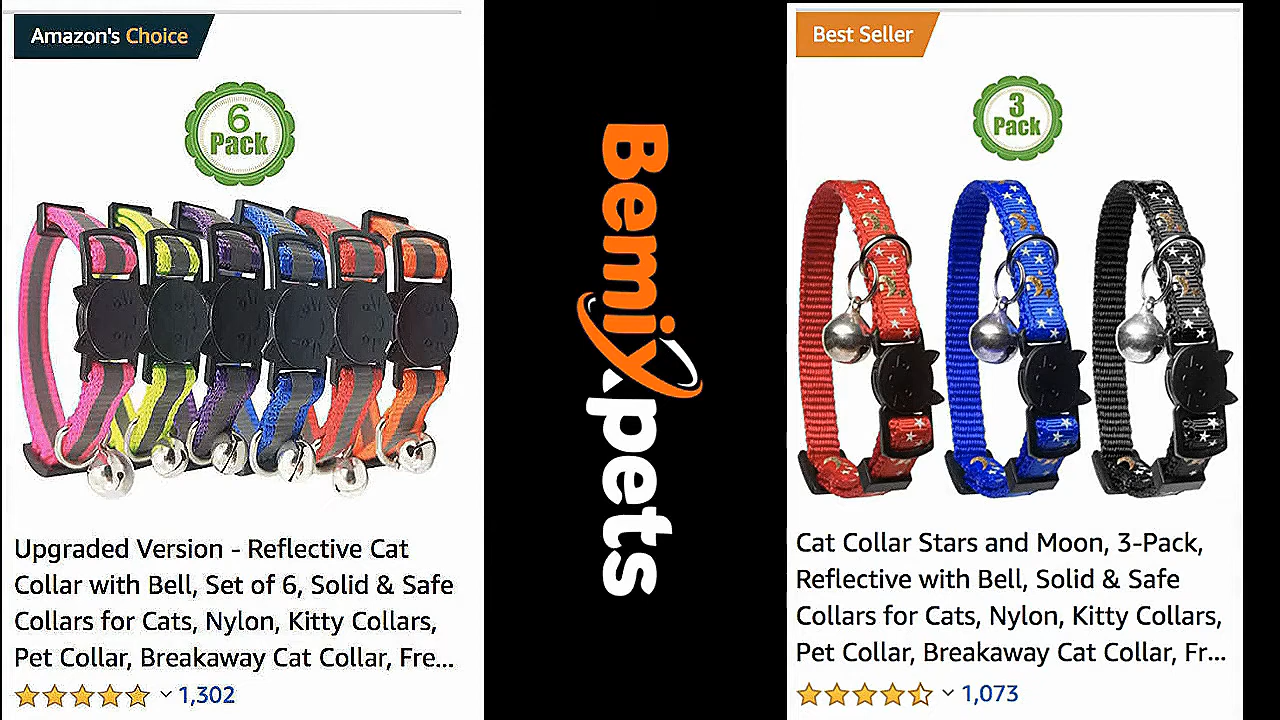 Amazon's Choice
6
Pack
Upgraded Version - Reflective Cat
Collar with Bell, Set of 6, Solid & Safe
Collars for Cats, Nylon, Kitty Collars,
Pet Collar, Breakaway Cat Collar, Fre...
1,302
Bemixpets
Best Seller
3
Pack
Cat Collar Stars and Moon, 3-Pack,
Reflective with Bell, Solid & Safe
Collars for Cats, Nylon, Kitty Collars,
Pet Collar, Breakaway Cat Collar, Fr...
1,073